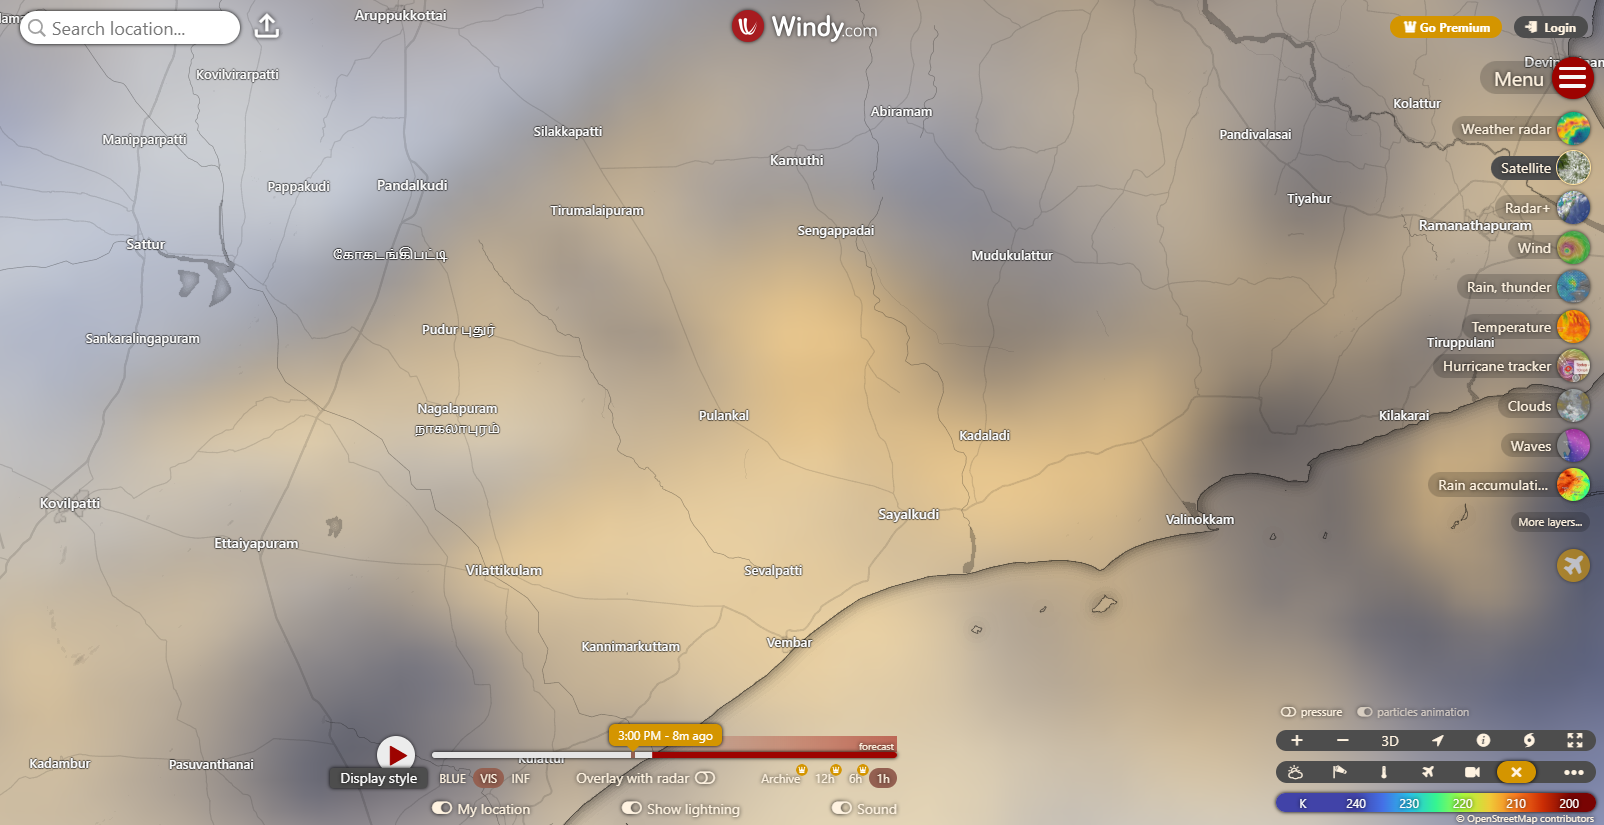 Aruppukkottai
Search location...
Windy.com
Go Premium
Login
Kovilvirarpatti
Menu
Abiramam
Kolattur
Silakkapatti
Pandivalasai
Weather radar
Manipparpatti
Kamuthi
Satellite
Pappakudi
Pandalkudi
Tiyahur
Tirumalaipuram
Radar+
Sengappadai
Ramanathapuram
Sattur
கோகடங்கிபட்டி
Mudukulattur
Wind
Rain, thunder
Pudur புதூர்
Temperature
Sankaralingapuram
Tiruppulani
Hurricane tracker
Nagalapuram
நாகலாபுரம்
Pulankal
Clouds
Kilakarai
Kadaladi
Waves
Rain accumulati...
Kovilpatti
Sayalkudi
Valinokkam
More layers...
Ettaiyapuram
Vilattikulam
Sevalpatti
Kannimarkuttam
Vembar
pressure
particles animation
3:00 PM - 8m ago
forecast
3D
Kadambur
Pasuvanthanai
Kulattur
Display style
BLUE VIS INF
Overlay with radar
Archive 12h 6h 1h
My location
Show lightning
Sound
K 240 230 220 210 200
© OpenStreetMap contributors